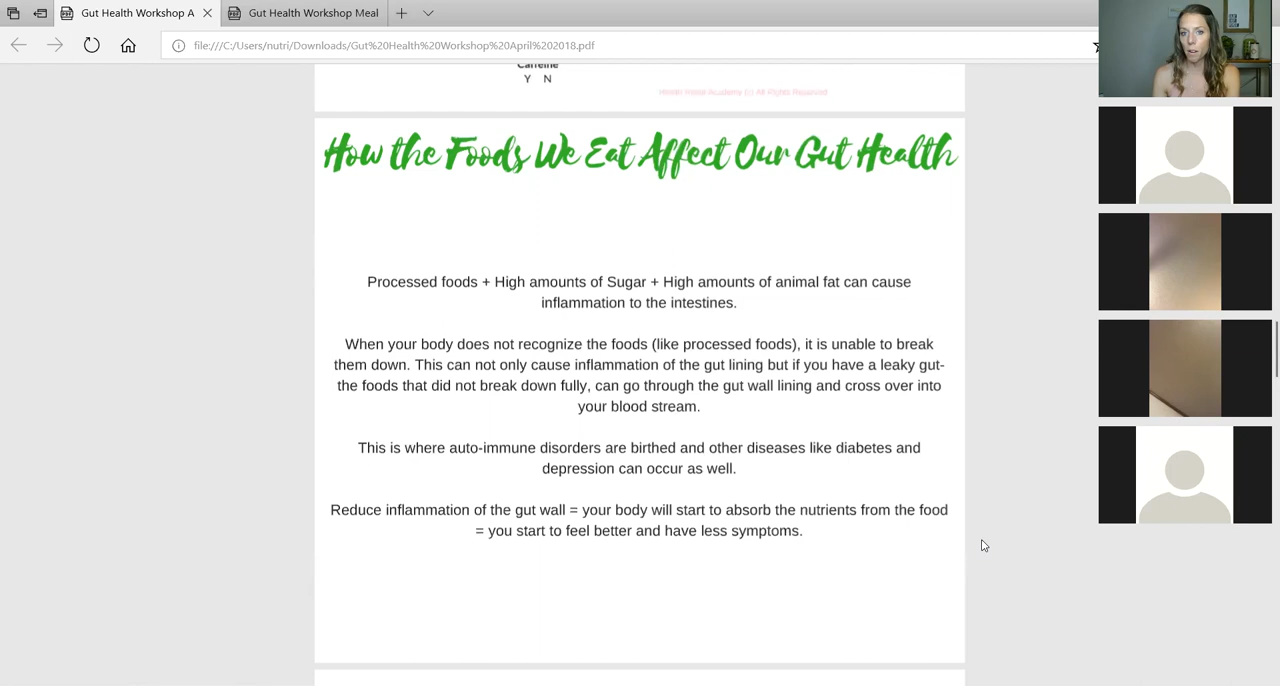 Gut Health Workshop A
Gut Health Workshop Meal
file:///C:/Users/nutri/Downloads/Gut%20Health%20Workshop%20April%202018.pdf
Caffeine
Y N
Health Inside Academy (c) All Rights Reserved
How the Foods We Eat Affect Our Gut Health
Processed foods + High amounts of Sugar + High amounts of animal fat can cause
inflammation to the intestines.
When your body does not recognize the foods (like processed foods), it is unable to break
them down. This can not only cause inflammation of the gut lining but if you have a leaky gut-
the foods that did not break down fully, can go through the gut wall lining and cross over into
your blood stream.
This is where auto-immune disorders are birthed and other diseases like diabetes and
depression can occur as well.
Reduce inflammation of the gut wall = your body will start to absorb the nutrients from the food
= you start to feel better and have less symptoms.